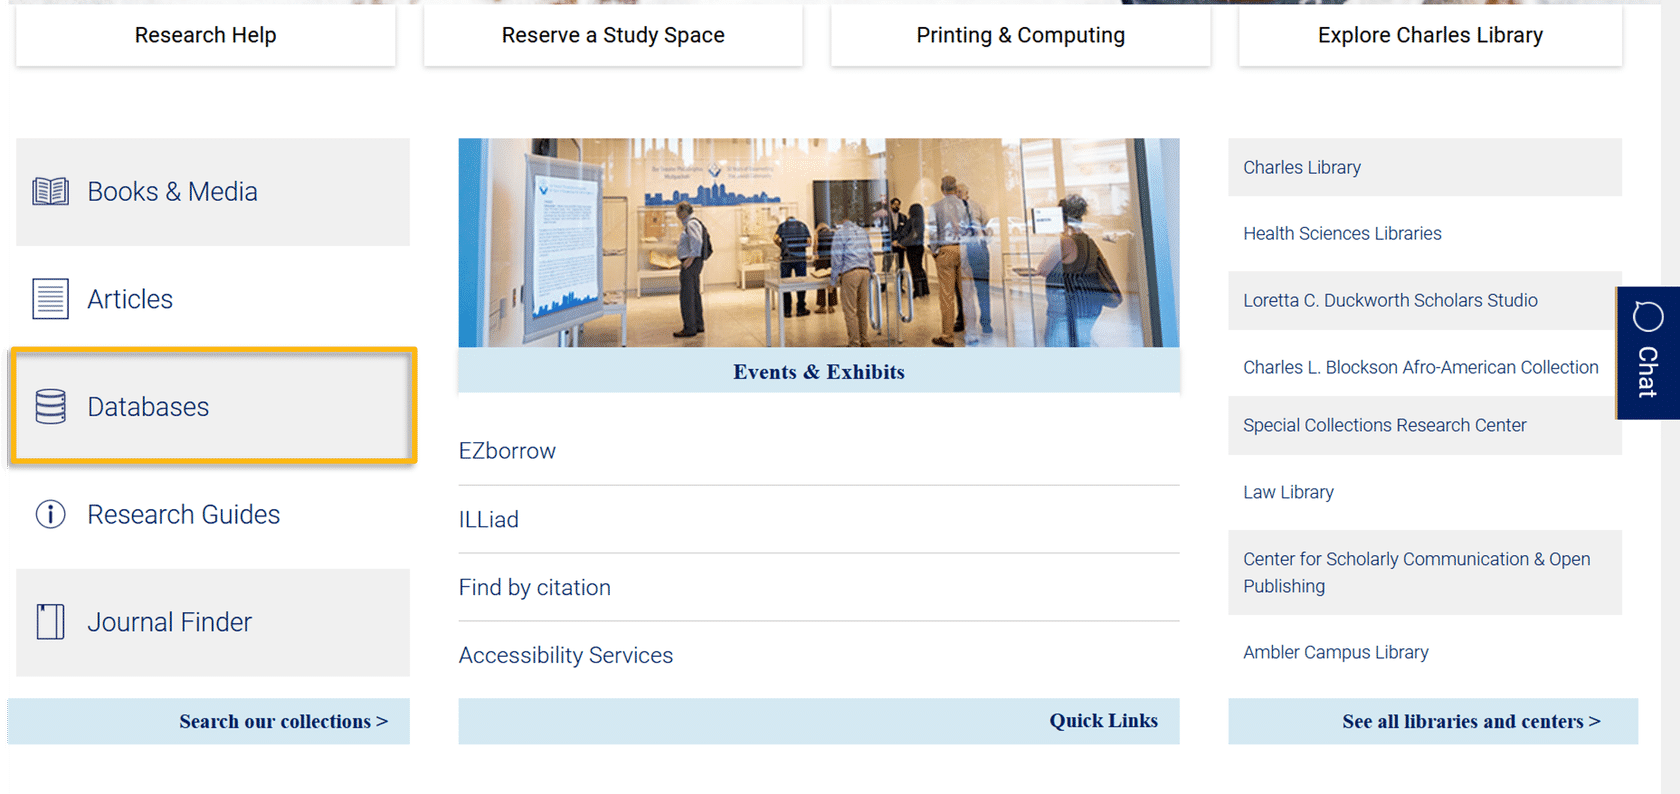 Research Help
Reserve a Study Space
Printing & Computing
Explore Charles Library
Books & Media
Articles
Databases
Research Guides
Journal Finder
Search our collections >
Events & Exhibits
EZborrow
ILLiad
Find by citation
Accessibility Services
Quick Links
Charles Library
Health Sciences Libraries
Loretta C. Duckworth Scholars Studio
Charles L. Blockson Afro-American Collection
Special Collections Research Center
Law Library
Center for Scholarly Communication & Open
Publishing
Ambler Campus Library
See all libraries and centers >
Chat